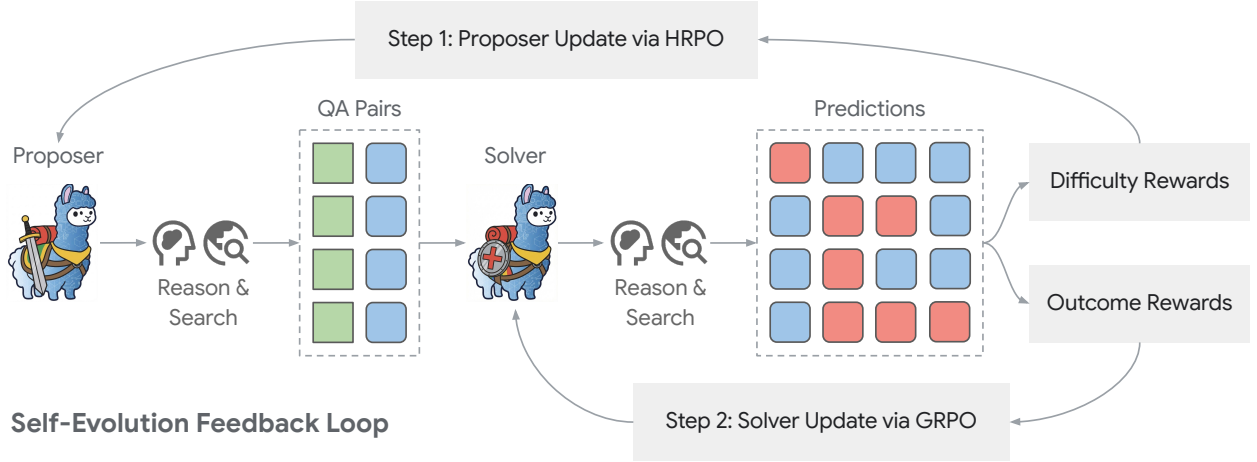 Step 1: Proposer Update via HRPO
QA Pairs
Predictions
Proposer
Solver
Difficulty Rewards
Reason &
Search
Reason &
Search
Outcome Rewards
Self-Evolution Feedback Loop
Step 2: Solver Update via GRPO